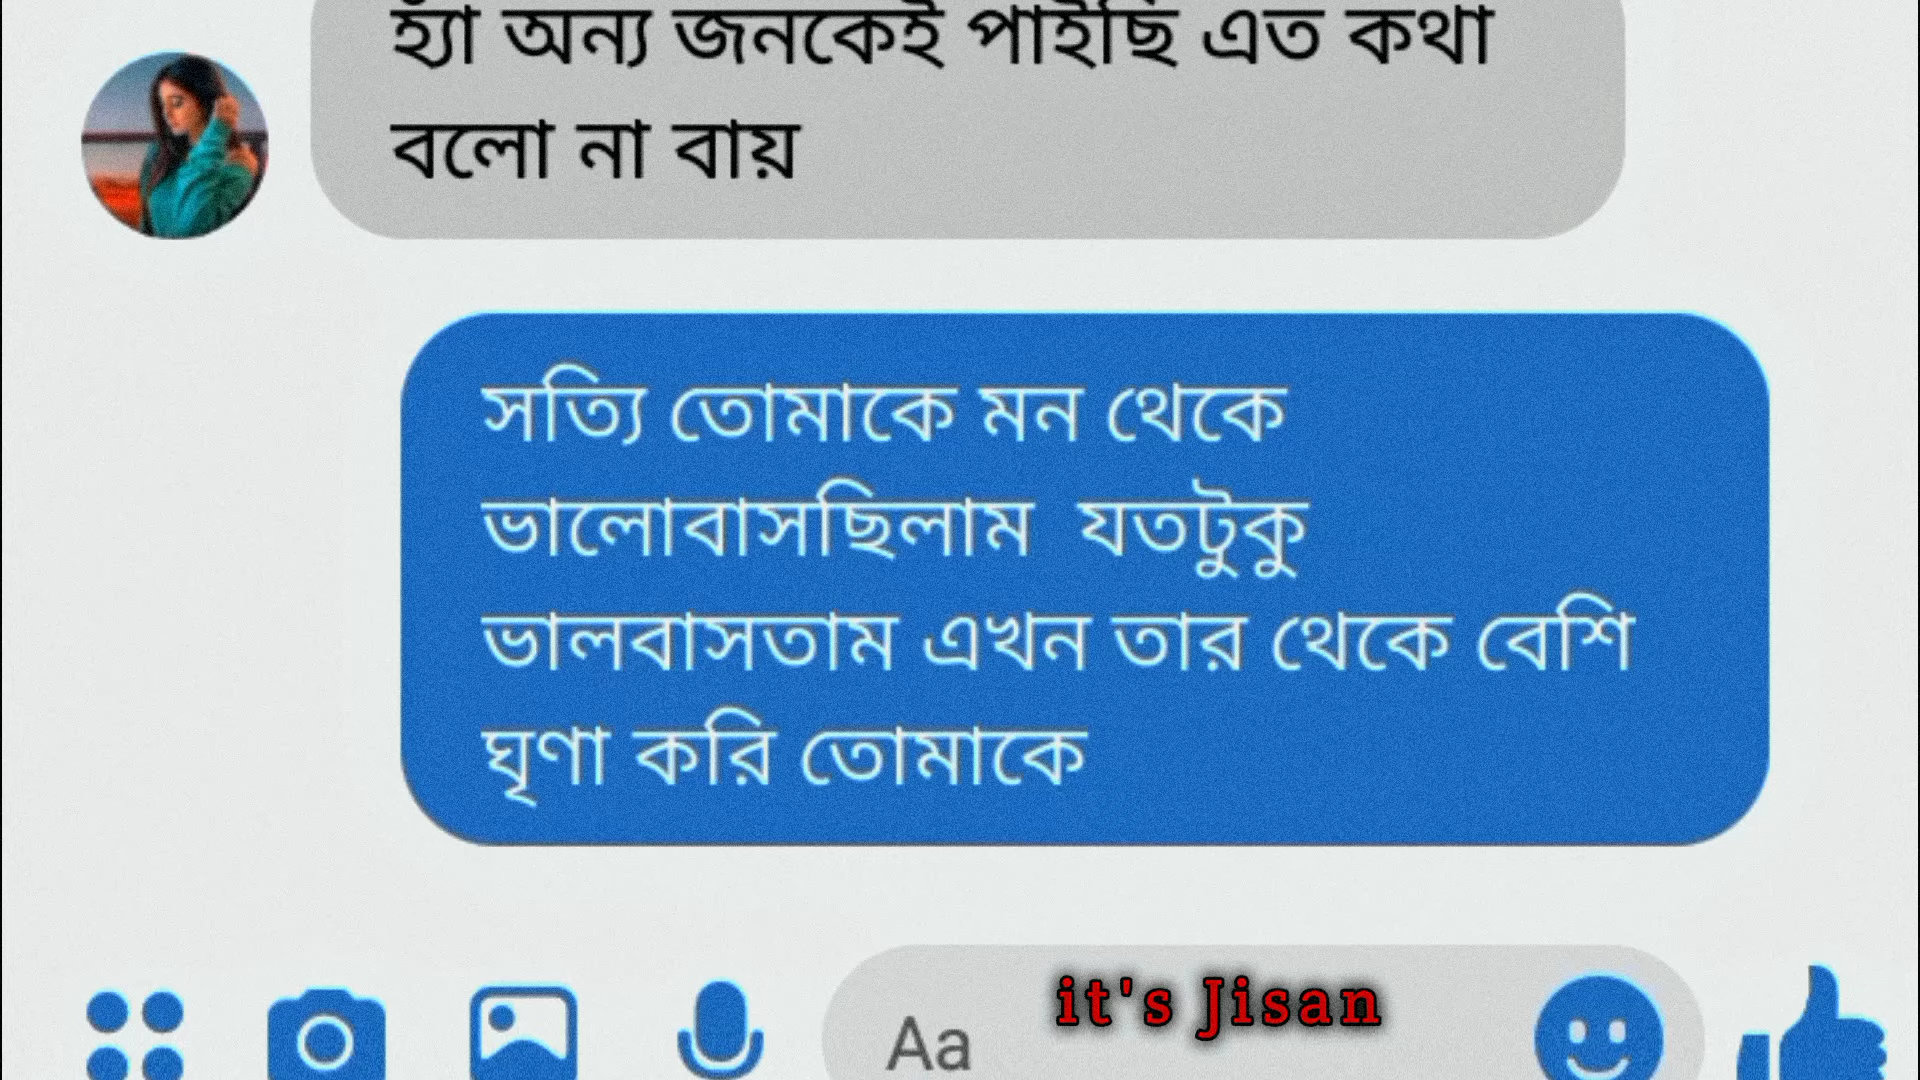 হ্যাঁ অন্য জনকেই পাইছি এত কথা
বলো না বায়
সত্যি তোমাকে মন থেকে
ভালোবাসছিলাম যতটুকু
ভালবাসতাম এখন তার থেকে বেশি
ঘৃণা করি তোমাকে
Aa
it's Jisan